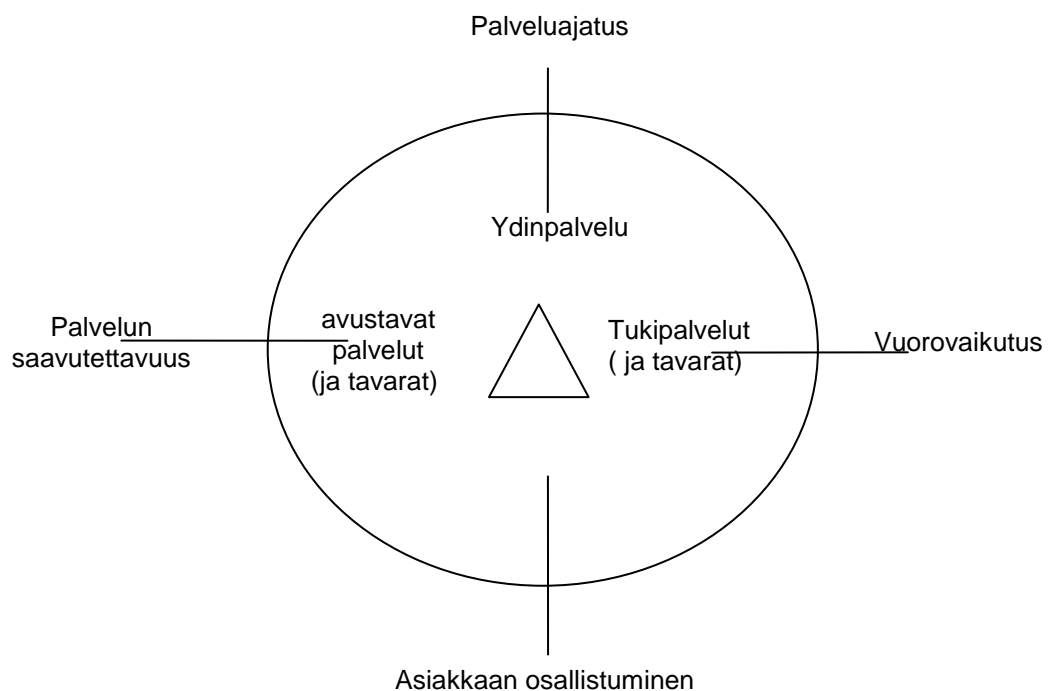 Palveluajatus
Ydinpalvelu
Palvelun
saavutettavuus
avustavat
palvelut
(ja tavarat)
Tukipalvelut
( ja tavarat)
Vuorovaikutus
Asiakkaan osallistuminen